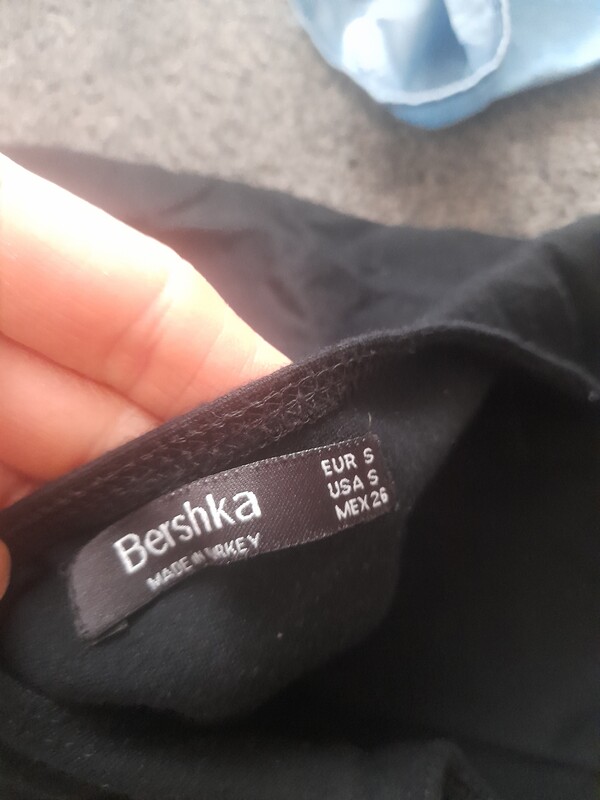 Bershka
MADE IN TURKEY
EUR S
USA S
MEX 26